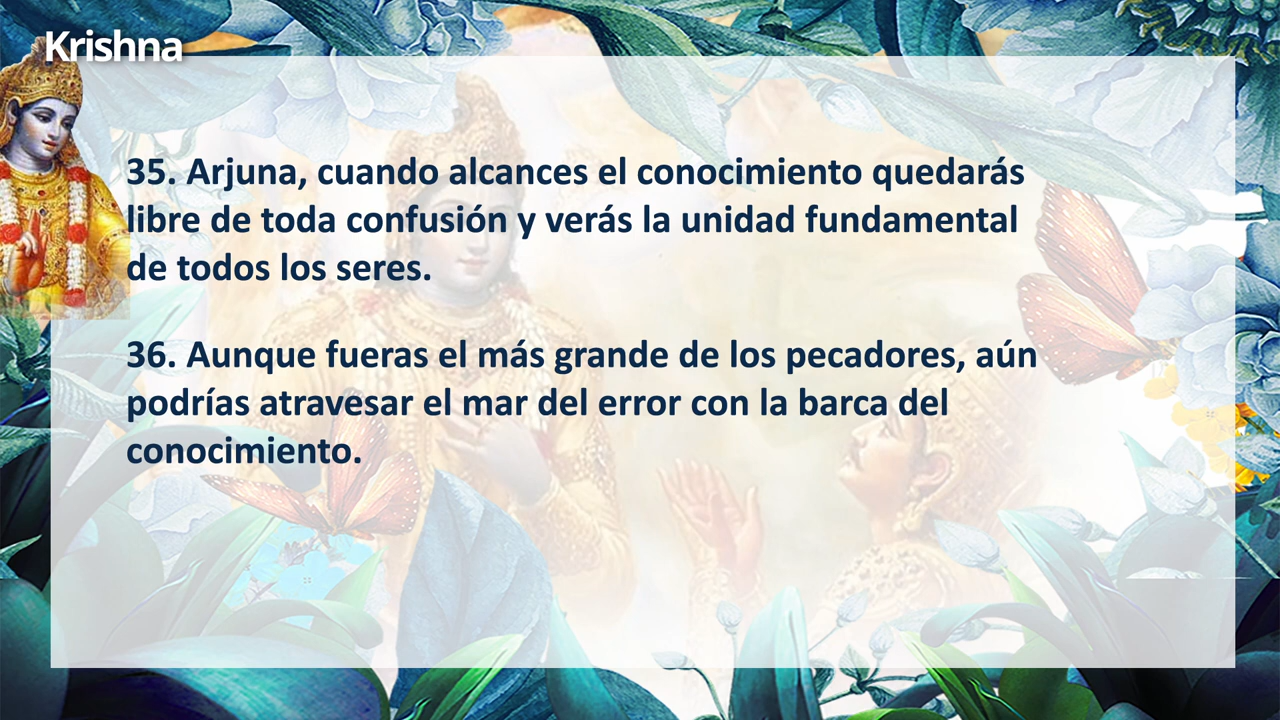 Krishna
35. Arjuna, cuando alcances el conocimiento quedarás
libre de toda confusión y verás la unidad fundamental
de todos los seres.
36. Aunque fueras el más grande de los pecadores, aún
podrías atravesar el mar del error con la barca del
conocimiento.